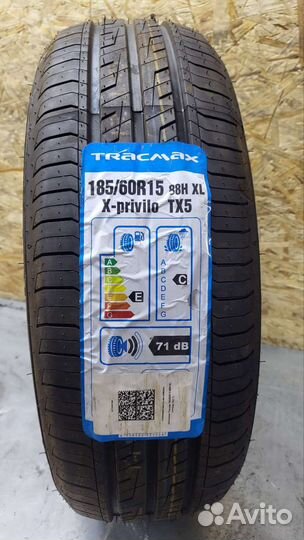 TRACMAX
185/60R15 88H XL
X-privilo TX5
A
B
C
D
E
F
G
E
A
B
C
D
E
F
G
C
71 dB
Avito